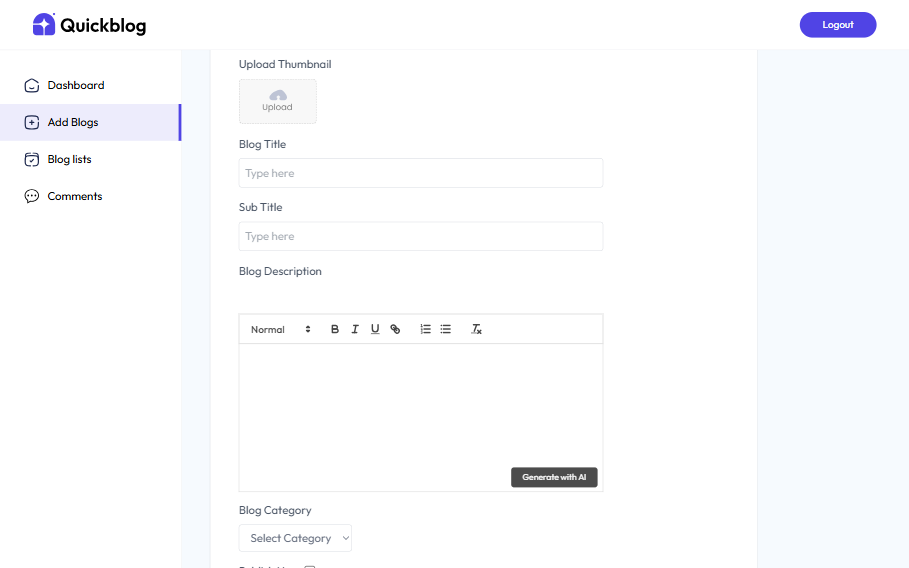 Quickblog
Logout
Dashboard
Add Blogs
Blog lists
Comments
Upload Thumbnail
Upload
Blog Title
Type here
Sub Title
Type here
Blog Description
Normal
Generate with AI
Blog Category
Select Category